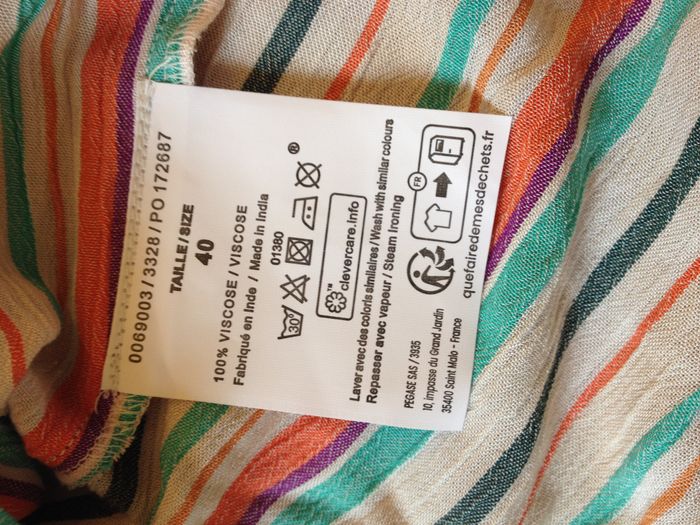 0069003 / 3328 / PO 172687
TAILLE / SIZE
40
100% VISCOSE / VISCOSE
Fabriqué en Inde / Made in India
01380
30
®
™ clevercare.info
Laver avec des coloris similaires / Wash with similar colours
Repasser avec vapeur / Steam ironing
PEGASE SAS / 3935
10, impasse du Grand Jardin
35400 Saint Malo - France
FR
quefairedemesdechets.fr